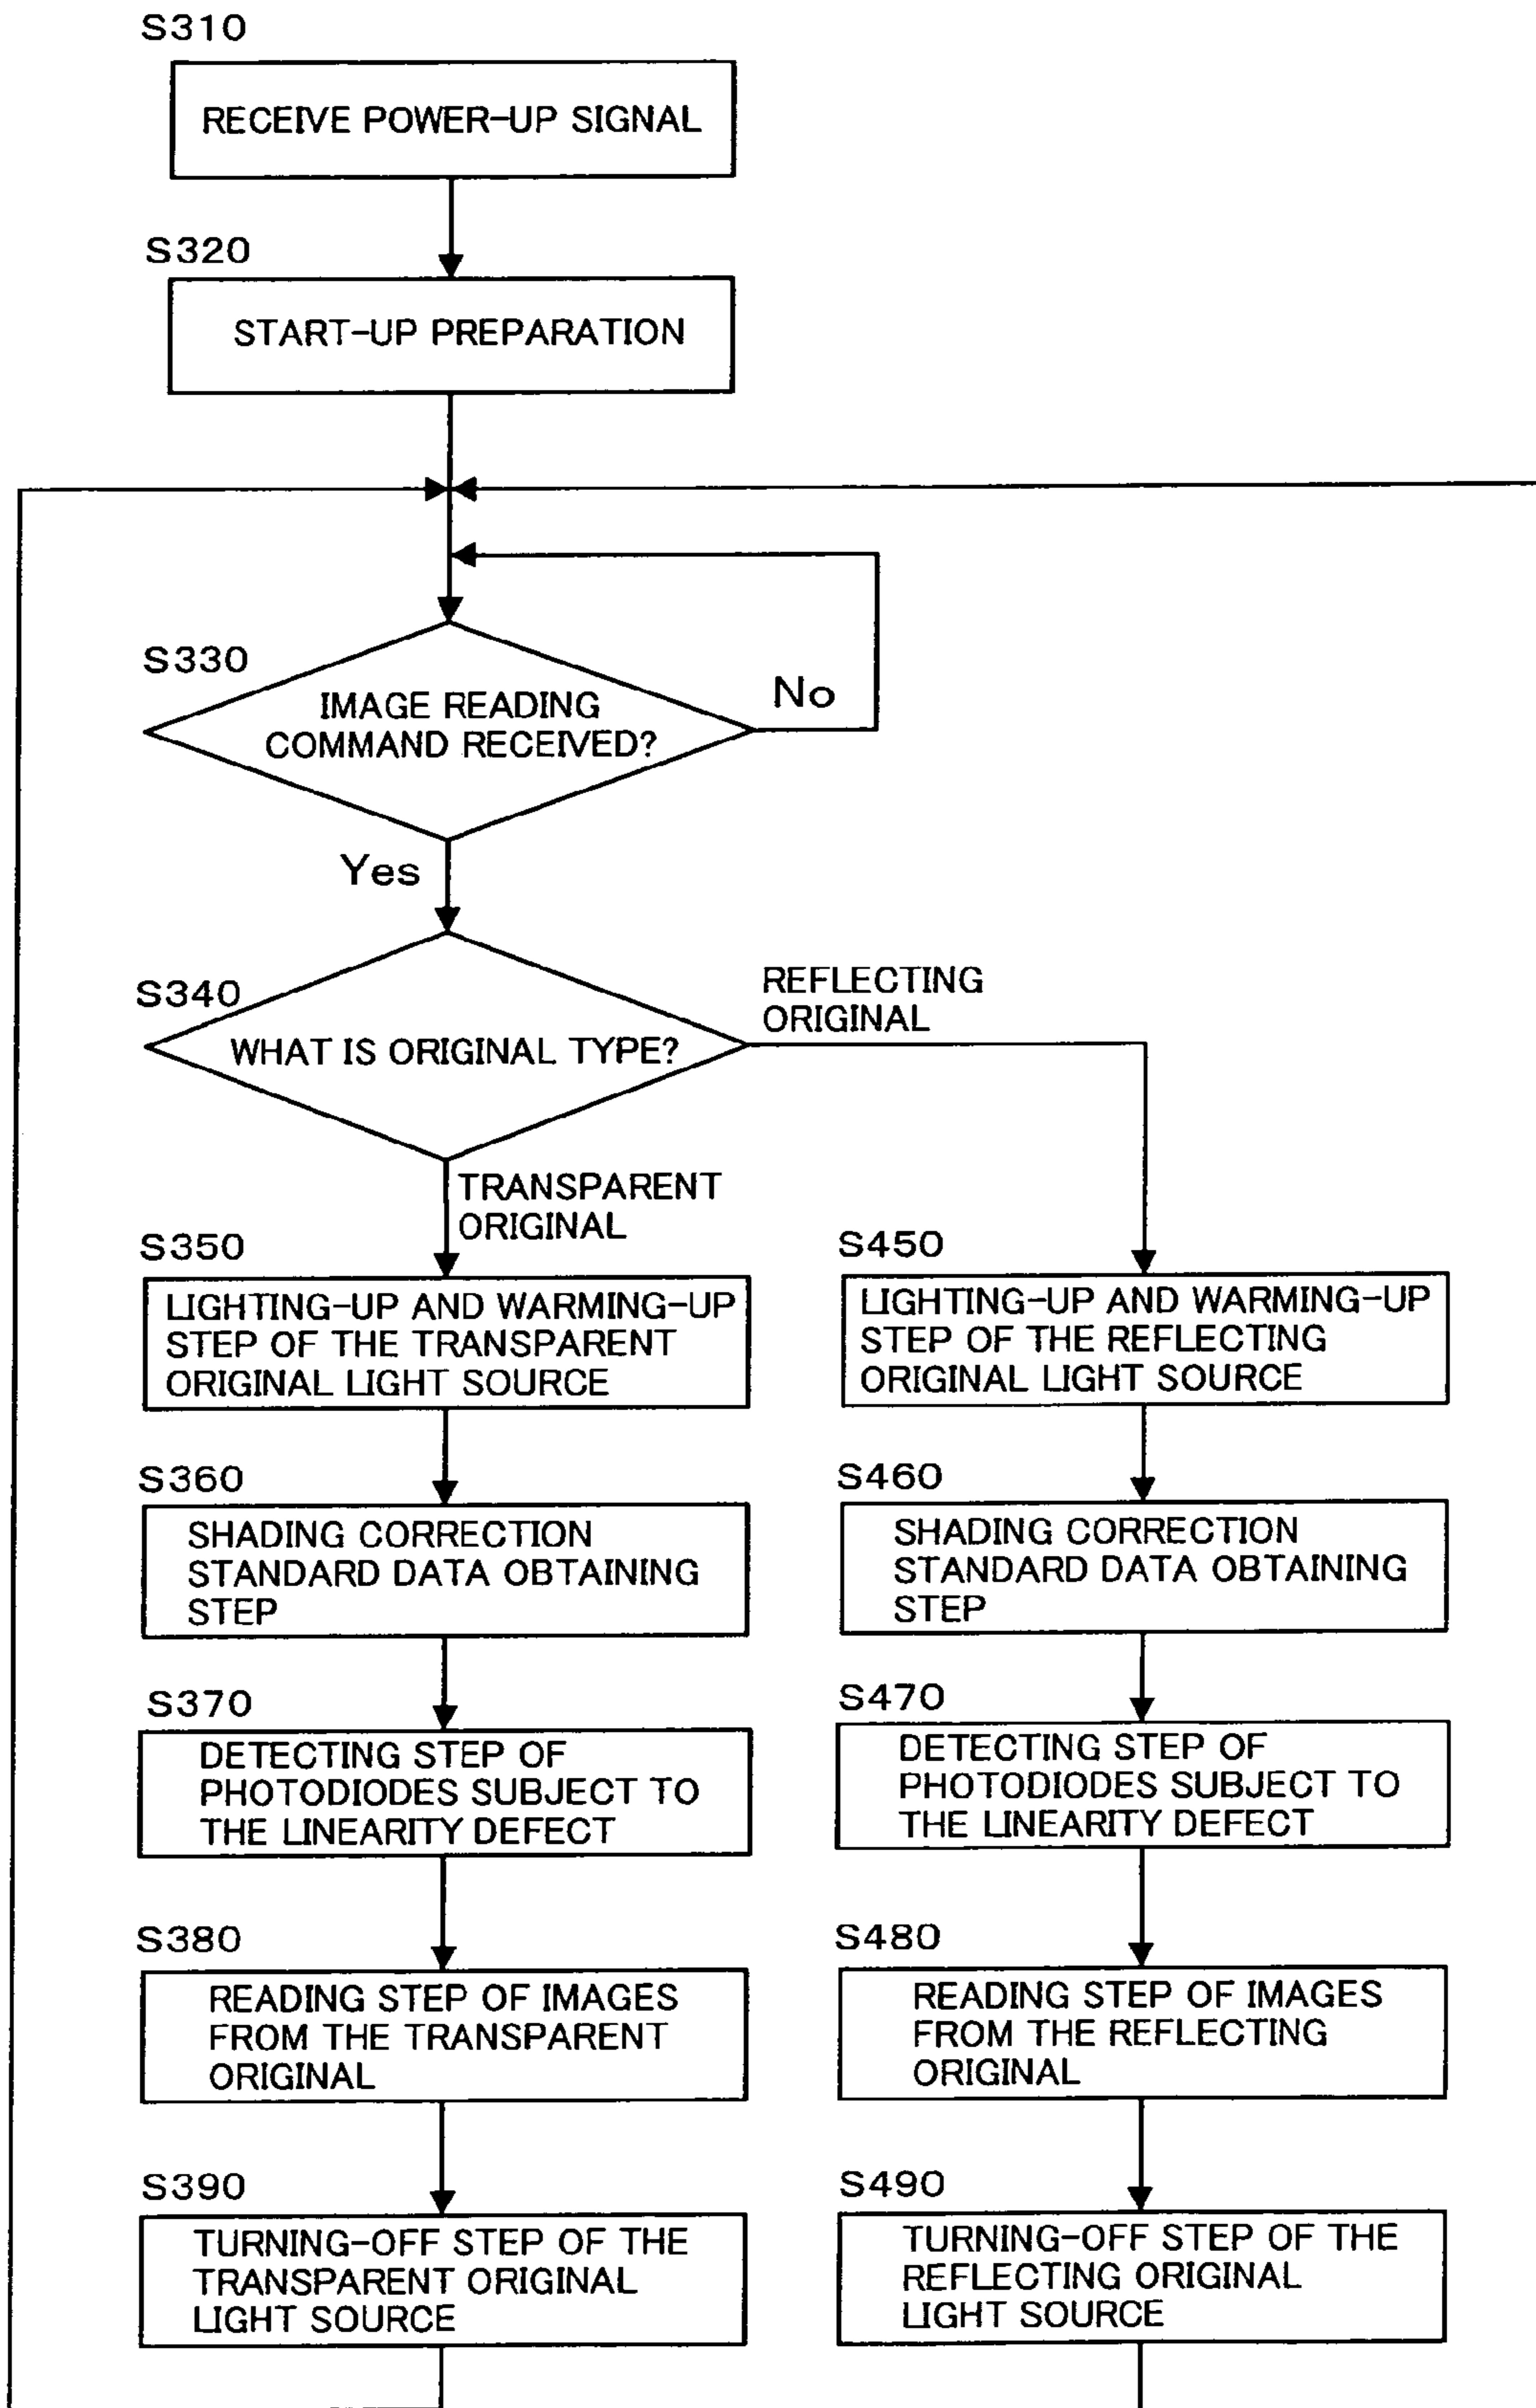 S310
RECEIVE POWER-UP SIGNAL
S320
START-UP PREPARATION
S330
IMAGE READING
COMMAND RECEIVED?
No
Yes
S340
WHAT IS ORIGINAL TYPE?
REFLECTING
ORIGINAL
TRANSPARENT
ORIGINAL
S350
LIGHTING-UP AND WARMING-UP
STEP OF THE TRANSPARENT
ORIGINAL LIGHT SOURCE
S450
LIGHTING-UP AND WARMING-UP
STEP OF THE REFLECTING
ORIGINAL LIGHT SOURCE
S360
SHADING CORRECTION
STANDARD DATA OBTAINING
STEP
S460
SHADING CORRECTION
STANDARD DATA OBTAINING
STEP
S370
DETECTING STEP OF
PHOTODIODES SUBJECT TO
THE LINEARITY DEFECT
S470
DETECTING STEP OF
PHOTODIODES SUBJECT TO
THE LINEARITY DEFECT
S380
READING STEP OF IMAGES
FROM THE TRANSPARENT
ORIGINAL
S480
READING STEP OF IMAGES
FROM THE REFLECTING
ORIGINAL
S390
TURNING-OFF STEP OF THE
TRANSPARENT ORIGINAL
LIGHT SOURCE
S490
TURNING-OFF STEP OF THE
REFLECTING ORIGINAL
LIGHT SOURCE